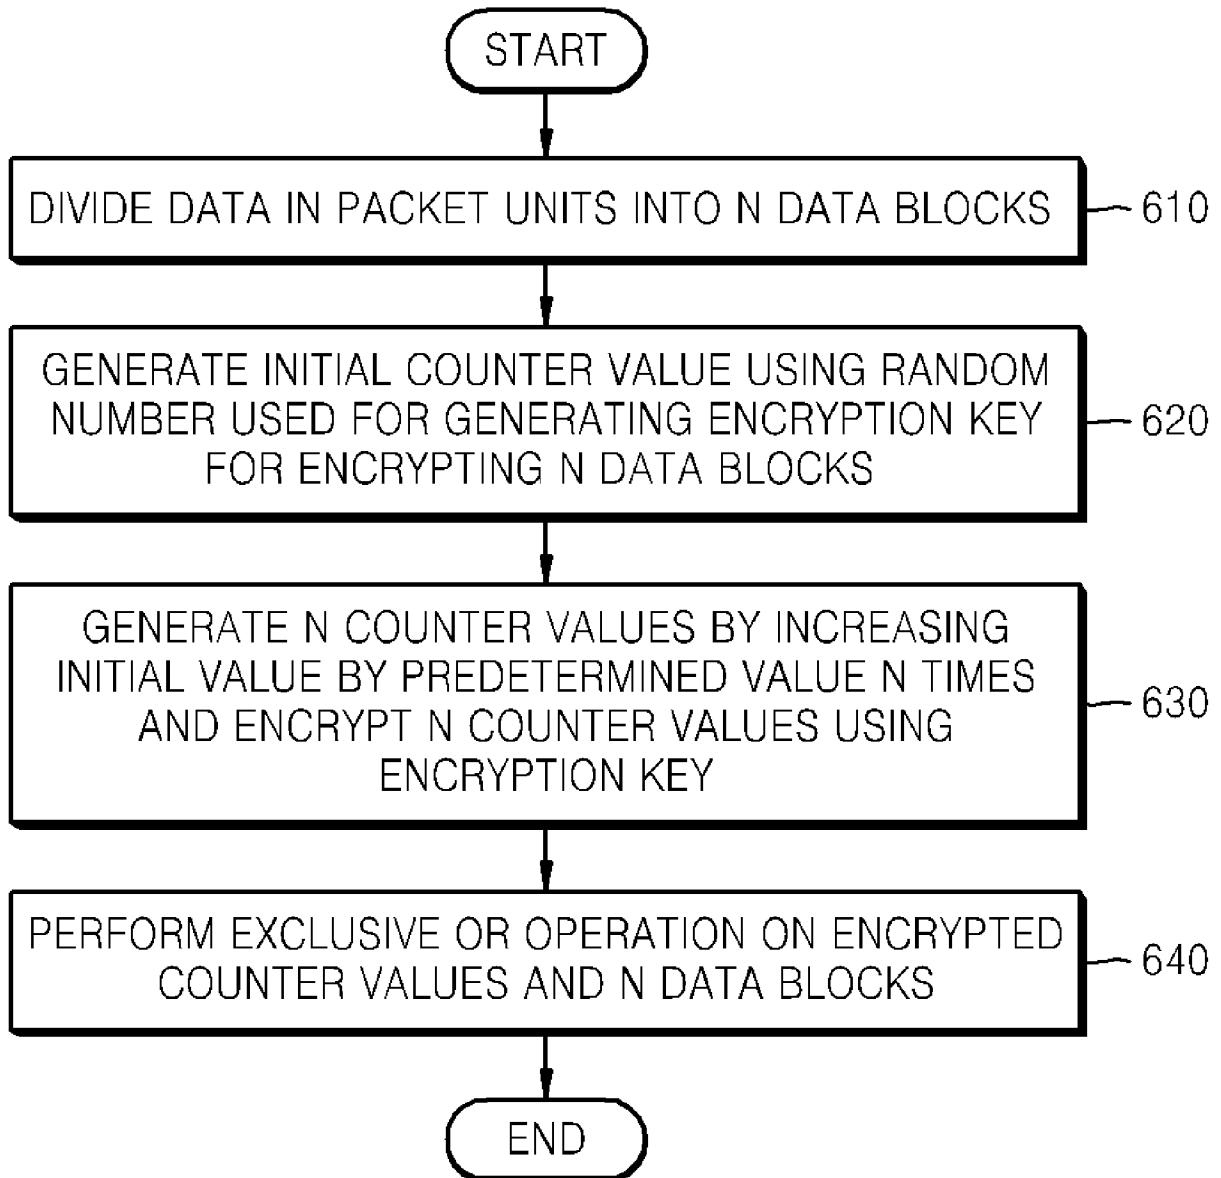 START
DIVIDE DATA IN PACKET UNITS INTO N DATA BLOCKS
610
GENERATE INITIAL COUNTER VALUE USING RANDOM
NUMBER USED FOR GENERATING ENCRYPTION KEY
FOR ENCRYPTING N DATA BLOCKS
620
GENERATE N COUNTER VALUES BY INCREASING
INITIAL VALUE BY PREDETERMINED VALUE N TIMES
AND ENCRYPT N COUNTER VALUES USING
ENCRYPTION KEY
630
PERFORM EXCLUSIVE OR OPERATION ON ENCRYPTED
COUNTER VALUES AND N DATA BLOCKS
640
END